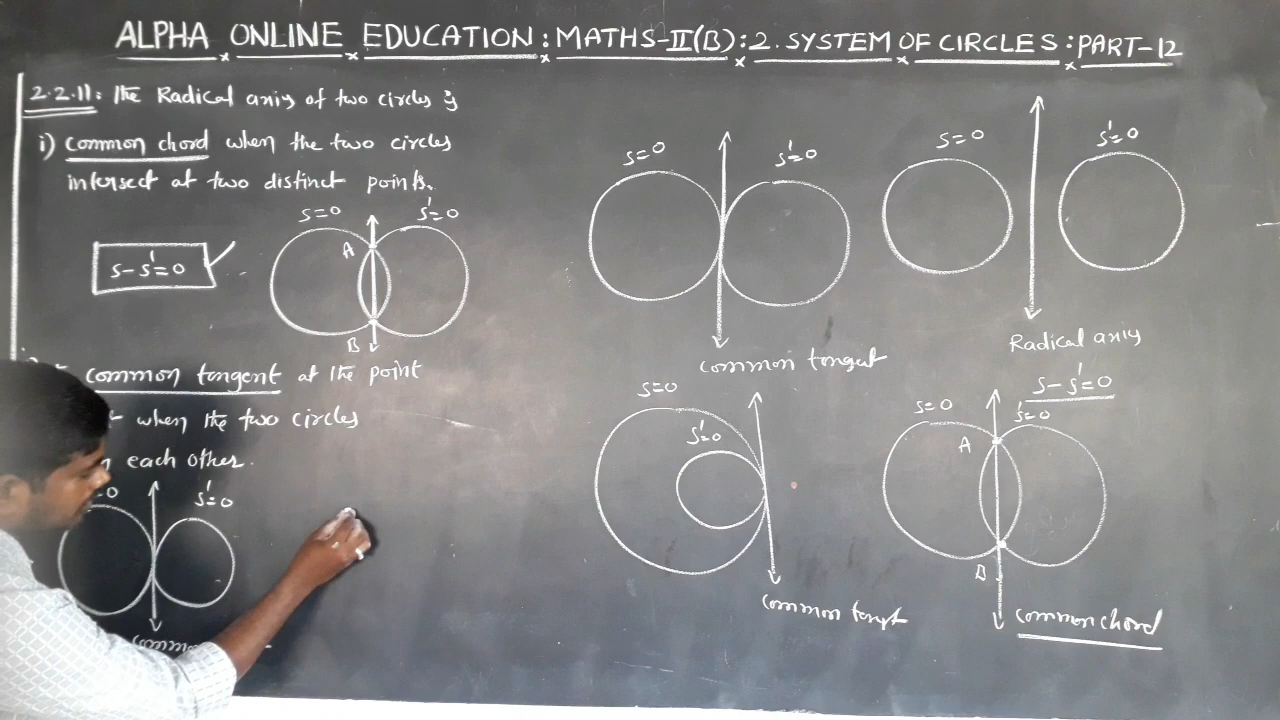 ALPHA ONLINE EDUCATION : MATHS-II(B) : 2. SYSTEM OF CIRCLES : PART-12
2.2.11: The Radical axis of two circles is
i) common chord when the two circles
intersect at two distinct points.
S=0 S'=0
S-S'=0
A
B
common tangent at the point
when the two circles
each other.
S'=0
S=0 S'=0
common tangent
S=0 S'=0
Radical axis
S=0
S'=0
common tangt
S-S'=0
S=0 S'=0
A
B
common chord